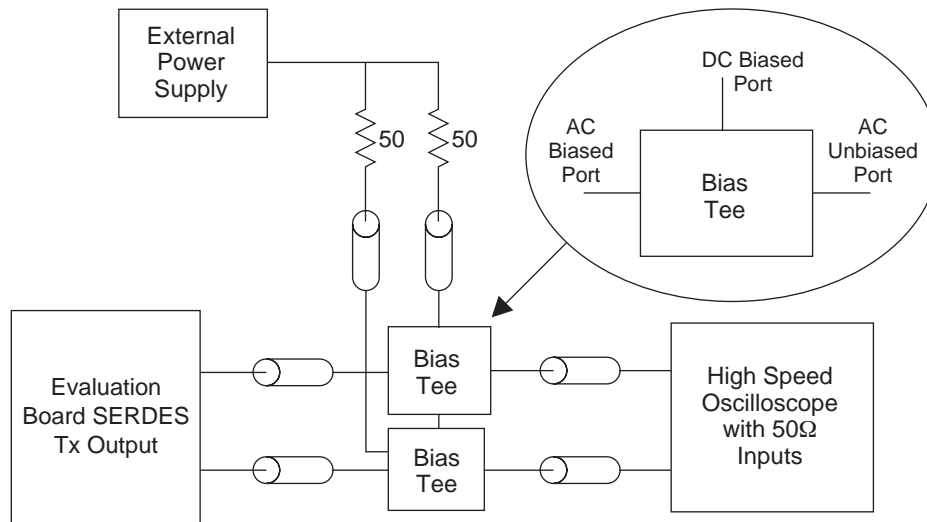 External
Power
Supply
50
50
DC Biased
Port
AC
Biased
Port
AC
Unbiased
Port
Bias
Tee
Evaluation
Board SERDES
Tx Output
Bias
Tee
Bias
Tee
High Speed
Oscilloscope
with 50Ω
Inputs